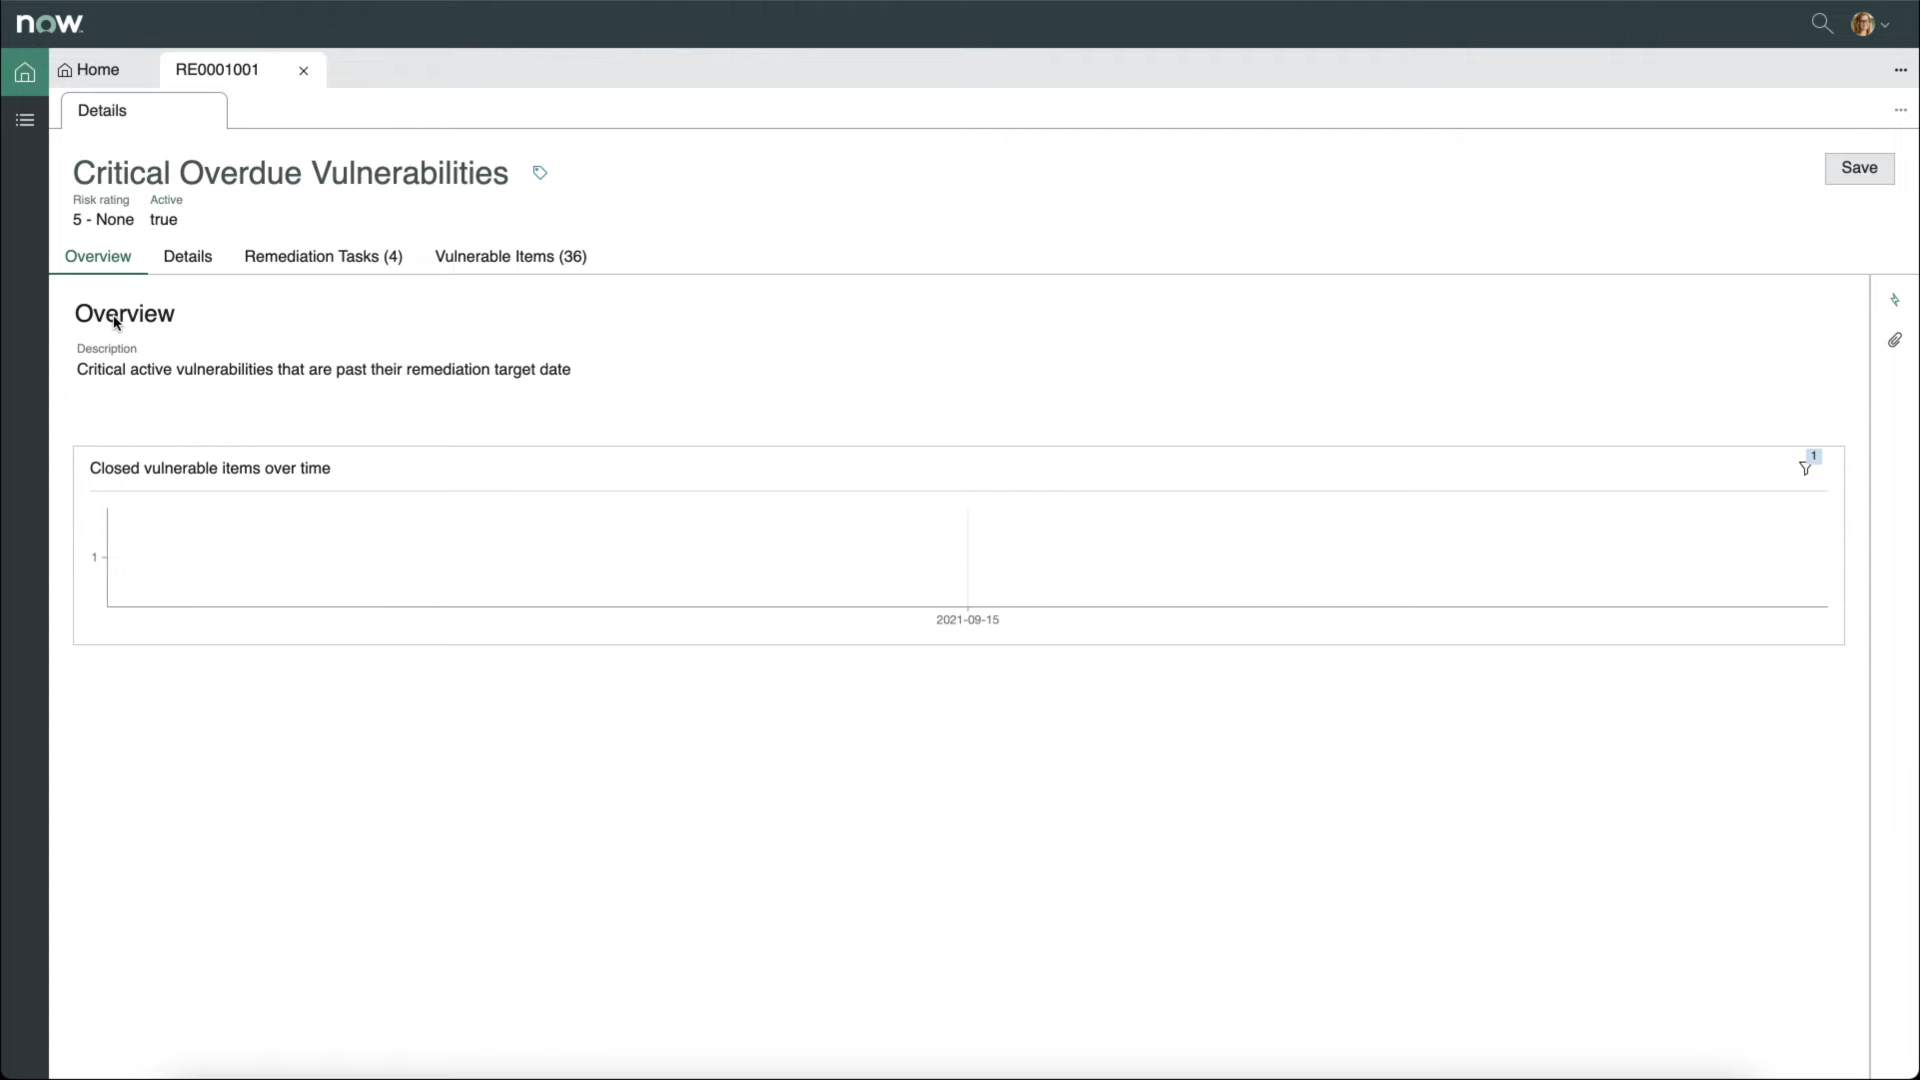 now.
Home
RE0001001
Details
Critical Overdue Vulnerabilities
Save
Risk rating Active
5 - None true
Overview Details Remediation Tasks (4) Vulnerable Items (36)
Overview
Description
Critical active vulnerabilities that are past their remediation target date
Closed vulnerable items over time
1
1
2021-09-15